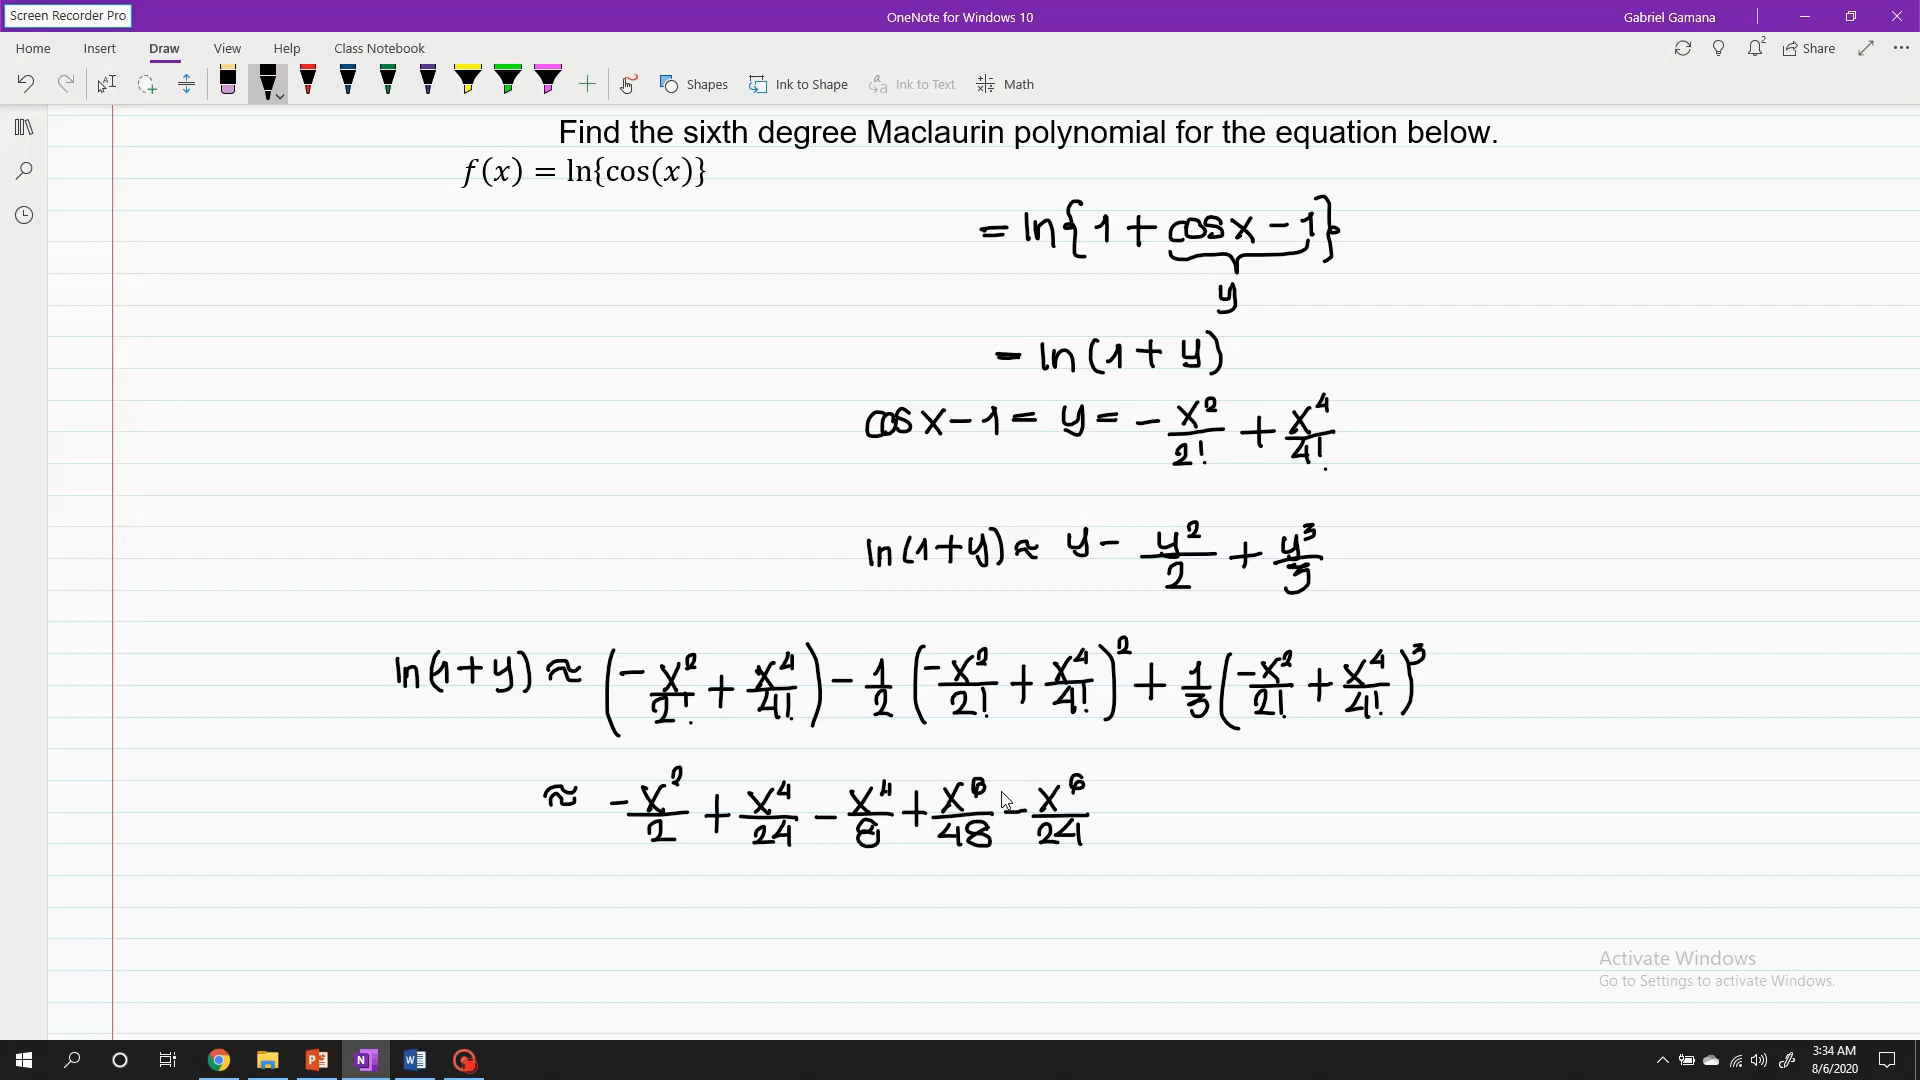 Screen Recorder Pro
OneNote for Windows 10
Gabriel Gamana
Home Insert Draw View Help Class Notebook
2 Share
Shapes Ink to Shape Ink to Text Math
Find the sixth degree Maclaurin polynomial for the equation below.
f(x) = ln{cos(x)}
= ln{1 + cosx - 1}
y
- ln(1 + y)
cosx - 1 = y = - x²/2! + x⁴/4!
ln(1+y) ≈ y - y²/2 + y³/3
ln(1+y) ≈ (-x²/2! + x⁴/4!) - 1/2 (-x²/2! + x⁴/4!)² + 1/3 (-x²/2! + x⁴/4!)³
≈ -x²/2 + x⁴/24 - x⁴/8 + x⁶/48 - x⁶/24
Activate Windows
Go to Settings to activate Windows.
3:34 AM
8/6/2020